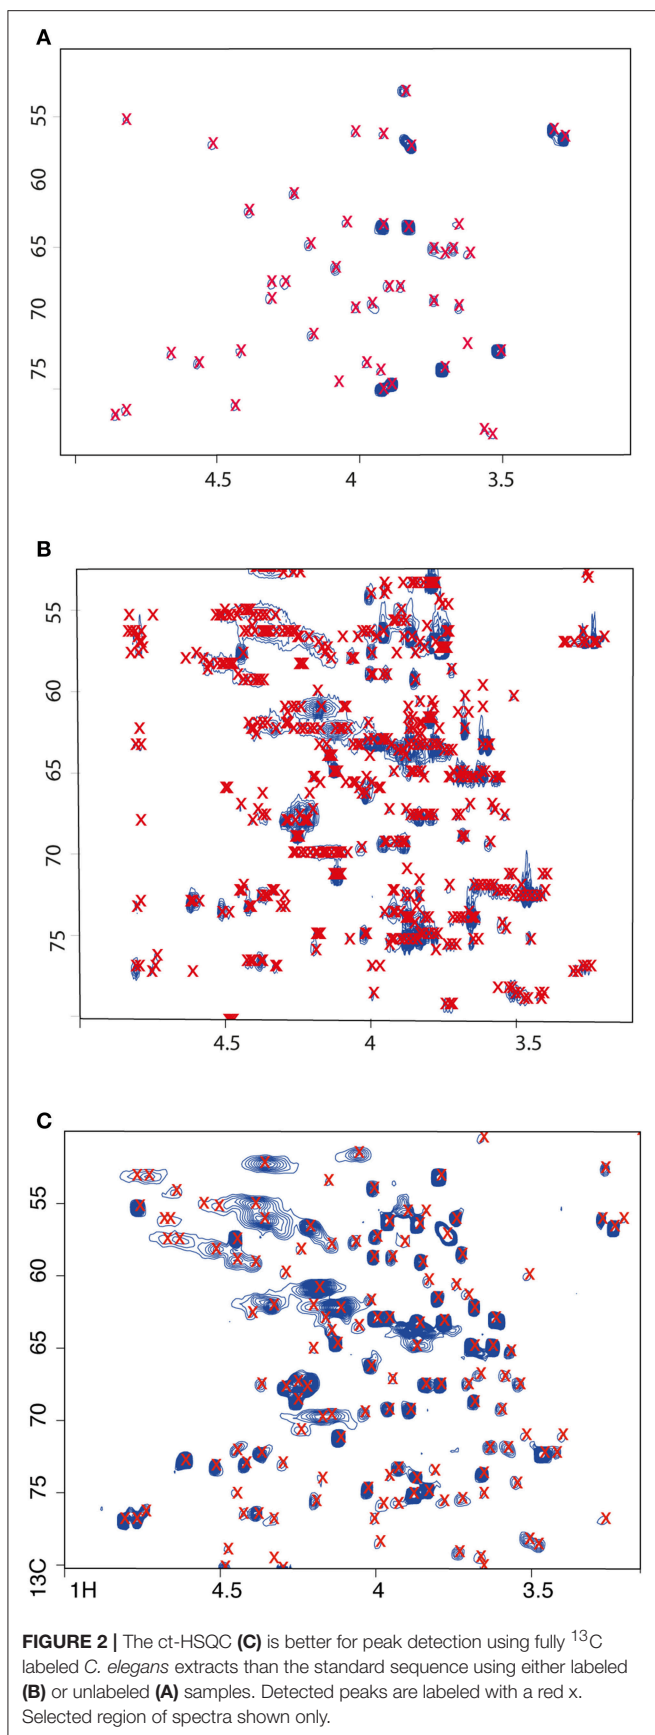 A
55
60
65
70
75
4.5 4 3.5
B
55
60
65
70
75
4.5 4 3.5
C
55
60
65
70
75
13C
1H 4.5 4 3.5
FIGURE 2 | The ct-HSQC (C) is better for peak detection using fully 13C
labeled C. elegans extracts than the standard sequence using either labeled
(B) or unlabeled (A) samples. Detected peaks are labeled with a red x.
Selected region of spectra shown only.